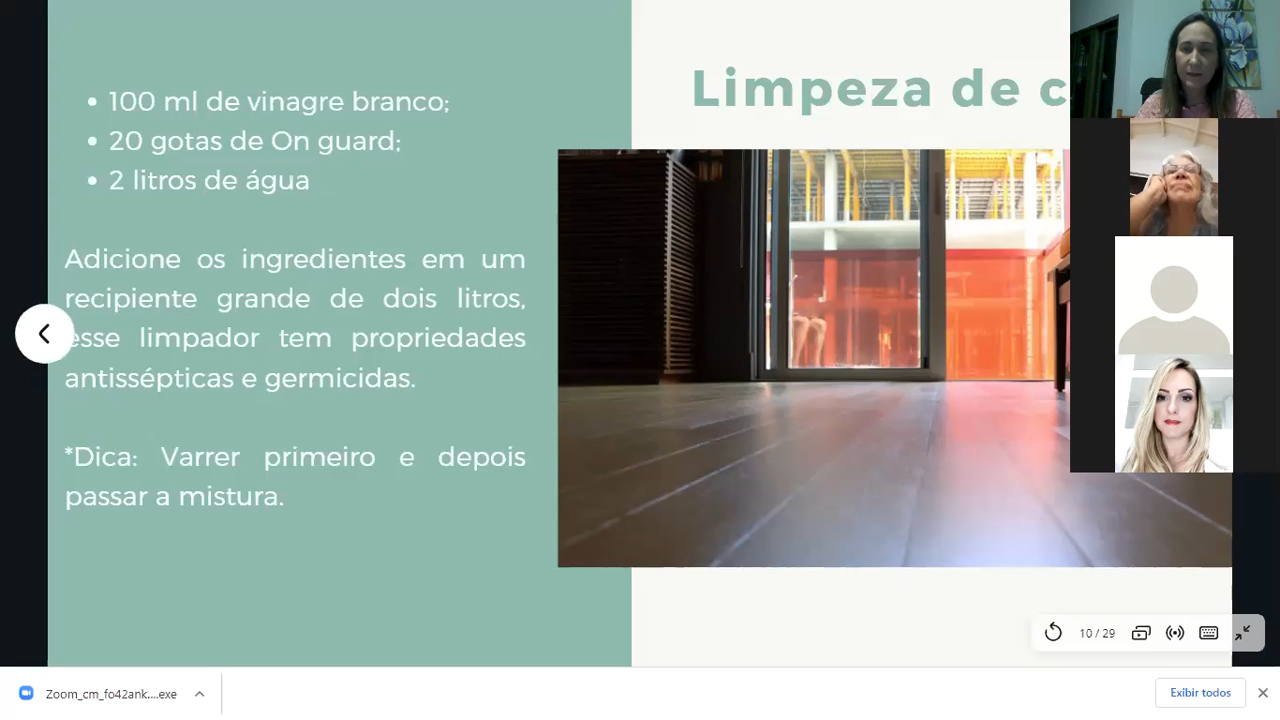 100 ml de vinagre branco;
20 gotas de On guard;
2 litros de água
Adicione os ingredientes em um
recipiente grande de dois litros,
esse limpador tem propriedades
antissépticas e germicidas.
*Dica: Varrer primeiro e depois
passar a mistura.
Limpeza de c
10 / 29
Zoom_cm_fo42ank....exe
Exibir todos